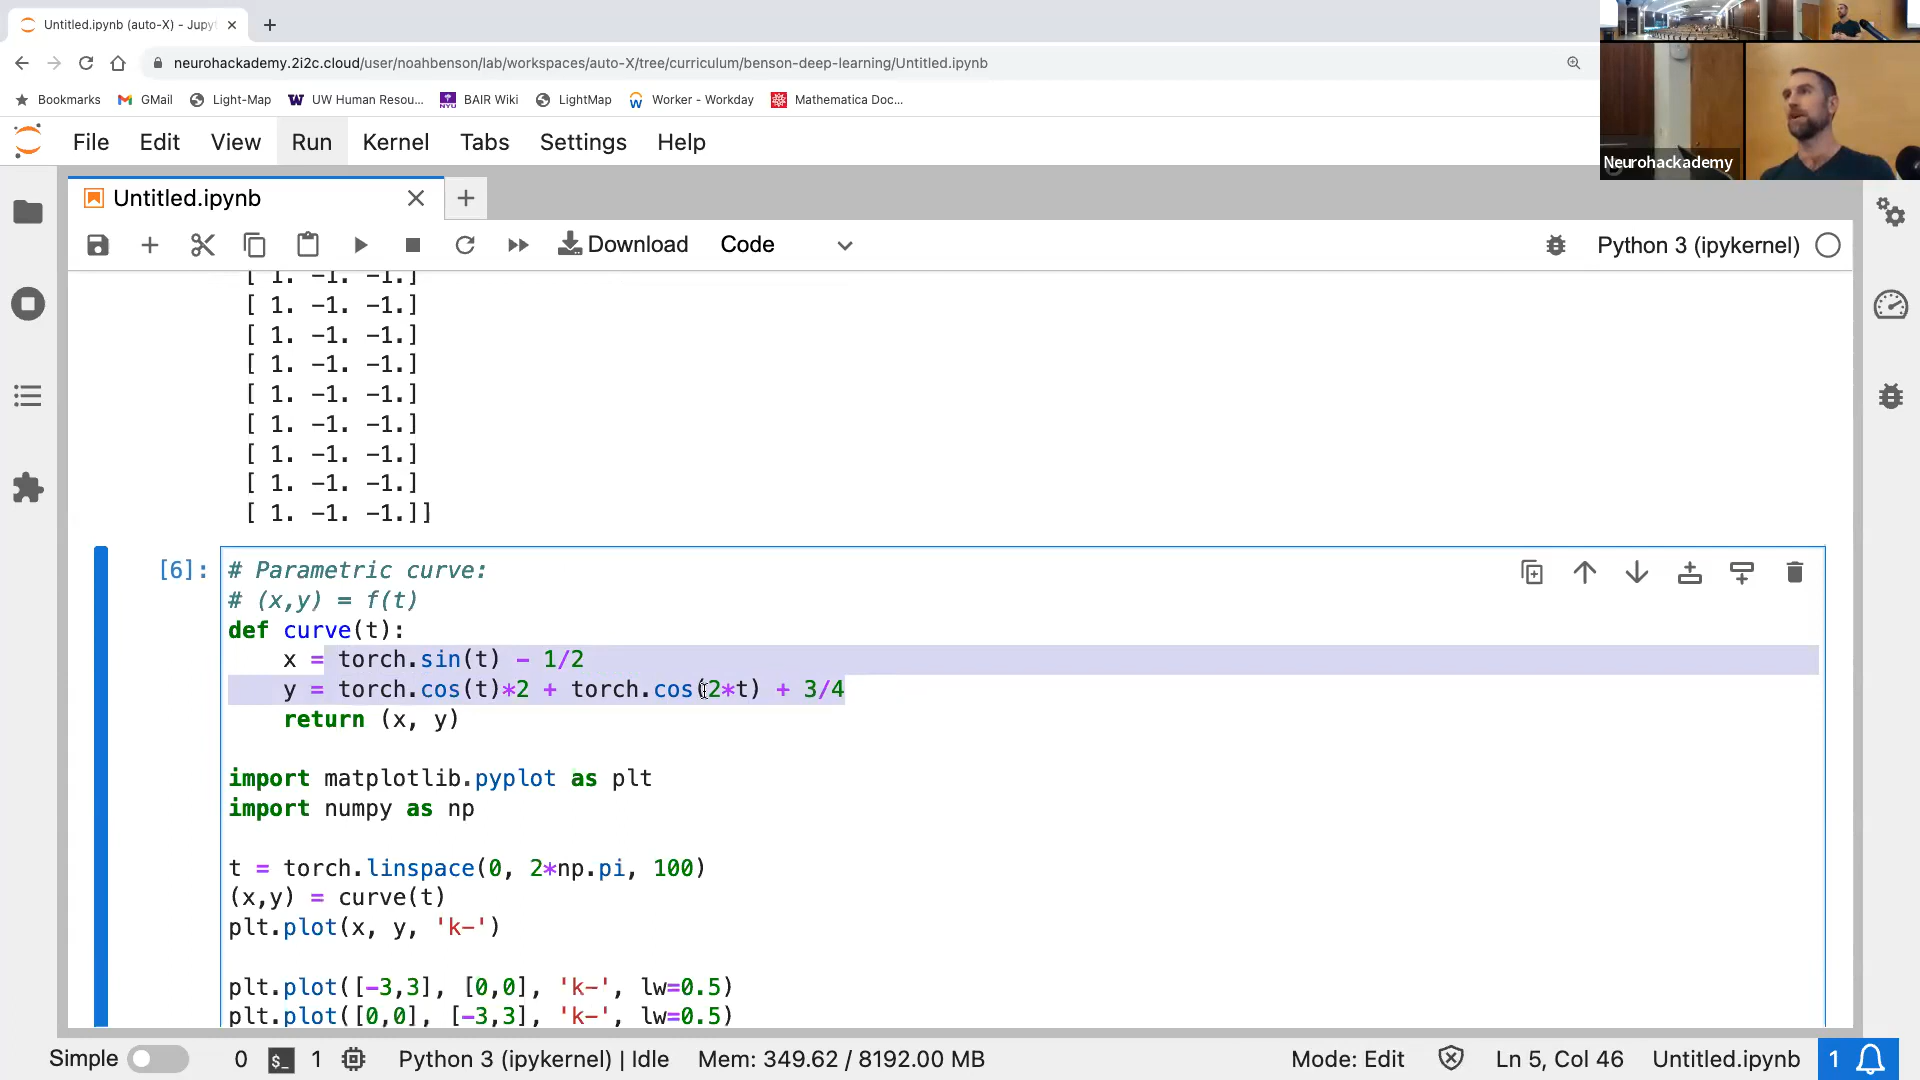 Untitled.ipynb (auto-X) - Jupyt
neurohackademy.2i2c.cloud/user/noahbenson/lab/workspaces/auto-X/tree/curriculum/benson-deep-learning/Untitled.ipynb
Bookmarks GMail Light-Map UW Human Resou... BAIR Wiki LightMap Worker - Workday Mathematica Doc...
Neurohackademy
File Edit View Run Kernel Tabs Settings Help
Untitled.ipynb
Download Code Python 3 (ipykernel)
[ 1. -1. -1.]
[ 1. -1. -1.]
[ 1. -1. -1.]
[ 1. -1. -1.]
[ 1. -1. -1.]
[ 1. -1. -1.]
[ 1. -1. -1.]
[ 1. -1. -1.]
[ 1. -1. -1.]]
[6]: # Parametric curve:
# (x,y) = f(t)
def curve(t):
x = torch.sin(t) - 1/2
y = torch.cos(t)*2 + torch.cos(2*t) + 3/4
return (x, y)
import matplotlib.pyplot as plt
import numpy as np
t = torch.linspace(0, 2*np.pi, 100)
(x,y) = curve(t)
plt.plot(x, y, 'k-')
plt.plot([-3,3], [0,0], 'k-', lw=0.5)
plt.plot([0,0], [-3,3], 'k-', lw=0.5)
Simple 0 $_ 1 Python 3 (ipykernel) | Idle Mem: 349.62 / 8192.00 MB Mode: Edit Ln 5, Col 46 Untitled.ipynb 1